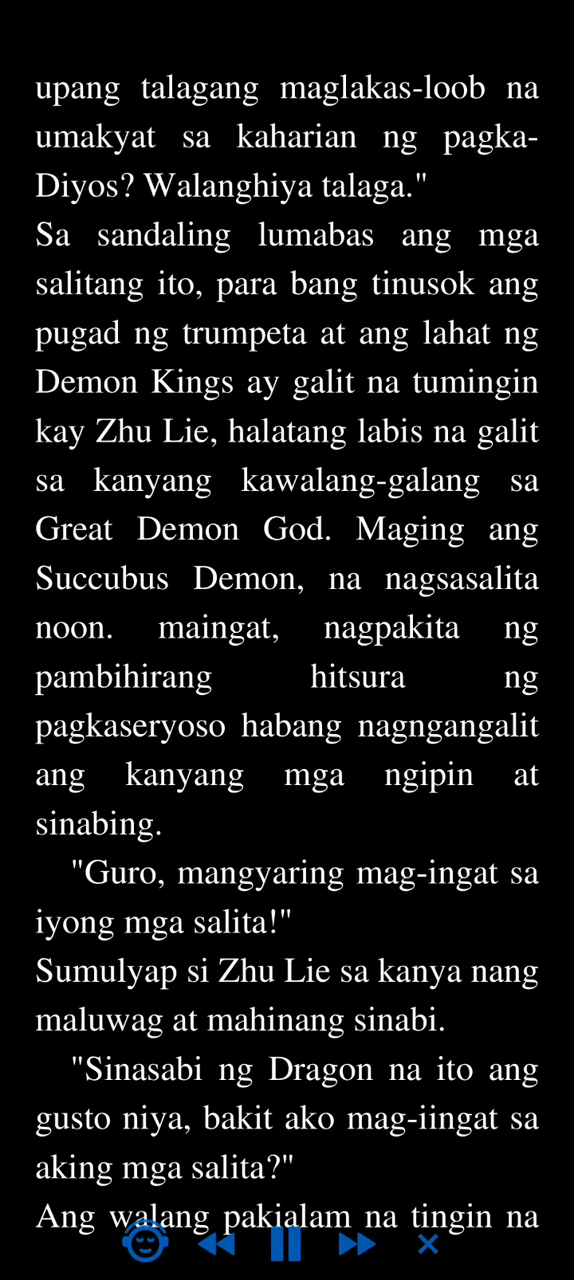 upang talagang maglakas-loob na
umakyat sa kaharian ng pagka-
Diyos? Walanghiya talaga."
Sa sandaling lumabas ang mga
salitang ito, para bang tinusok ang
pugad ng trumpeta at ang lahat ng
Demon Kings ay galit na tumingin
kay Zhu Lie, halatang labis na galit
sa kanyang kawalang-galang sa
Great Demon God. Maging ang
Succubus Demon, na nagsasalita
noon. maingat, nagpakita ng
pambihirang hitsura ng
pagkaseryoso habang nagngangalit
ang kanyang mga ngipin at
sinabing.
"Guro, mangyaring mag-ingat sa
iyong mga salita!"
Sumulyap si Zhu Lie sa kanya nang
maluwag at mahinang sinabi.
"Sinasabi ng Dragon na ito ang
gusto niya, bakit ako mag-iingat sa
aking mga salita?"
Ang walang pakialam na tingin na